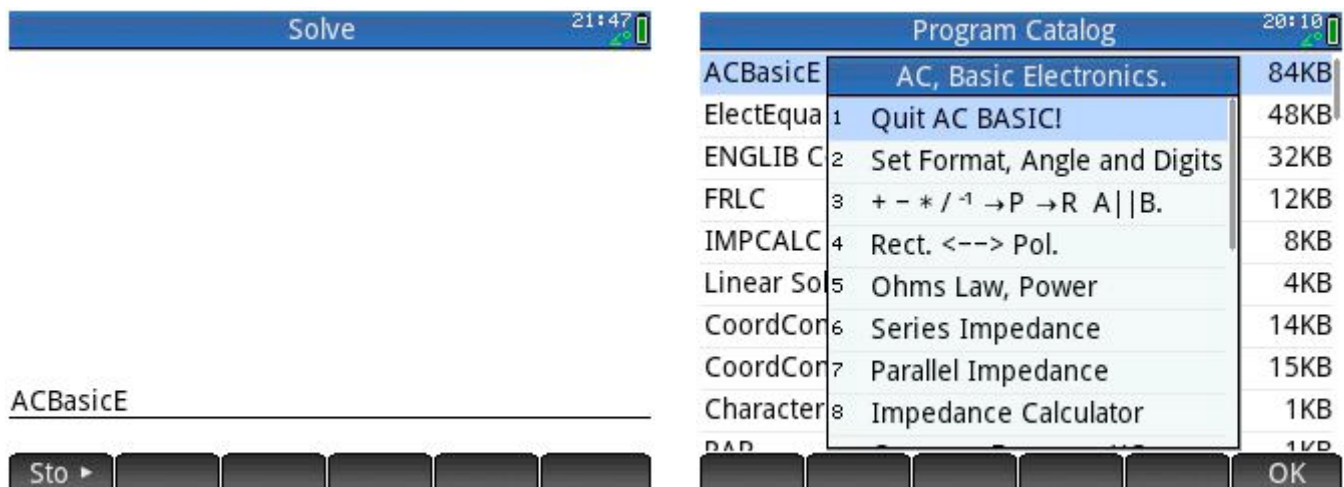 Solve
21:47
ACBasicE
Sto ►
Program Catalog
20:10
ACBasicE
84KB
ElectEqua
48KB
ENGLIB C
32KB
FRLC
12KB
IMPCALC
8KB
Linear Sol
4KB
CoordCon
14KB
CoordCon
15KB
Character
1KB
1KB
AC, Basic Electronics.
1 Quit AC BASIC!
2 Set Format, Angle and Digits
3 + − * / ⁻¹ →P →R A||B.
4 Rect. <--> Pol.
5 Ohms Law, Power
6 Series Impedance
7 Parallel Impedance
8 Impedance Calculator
OK